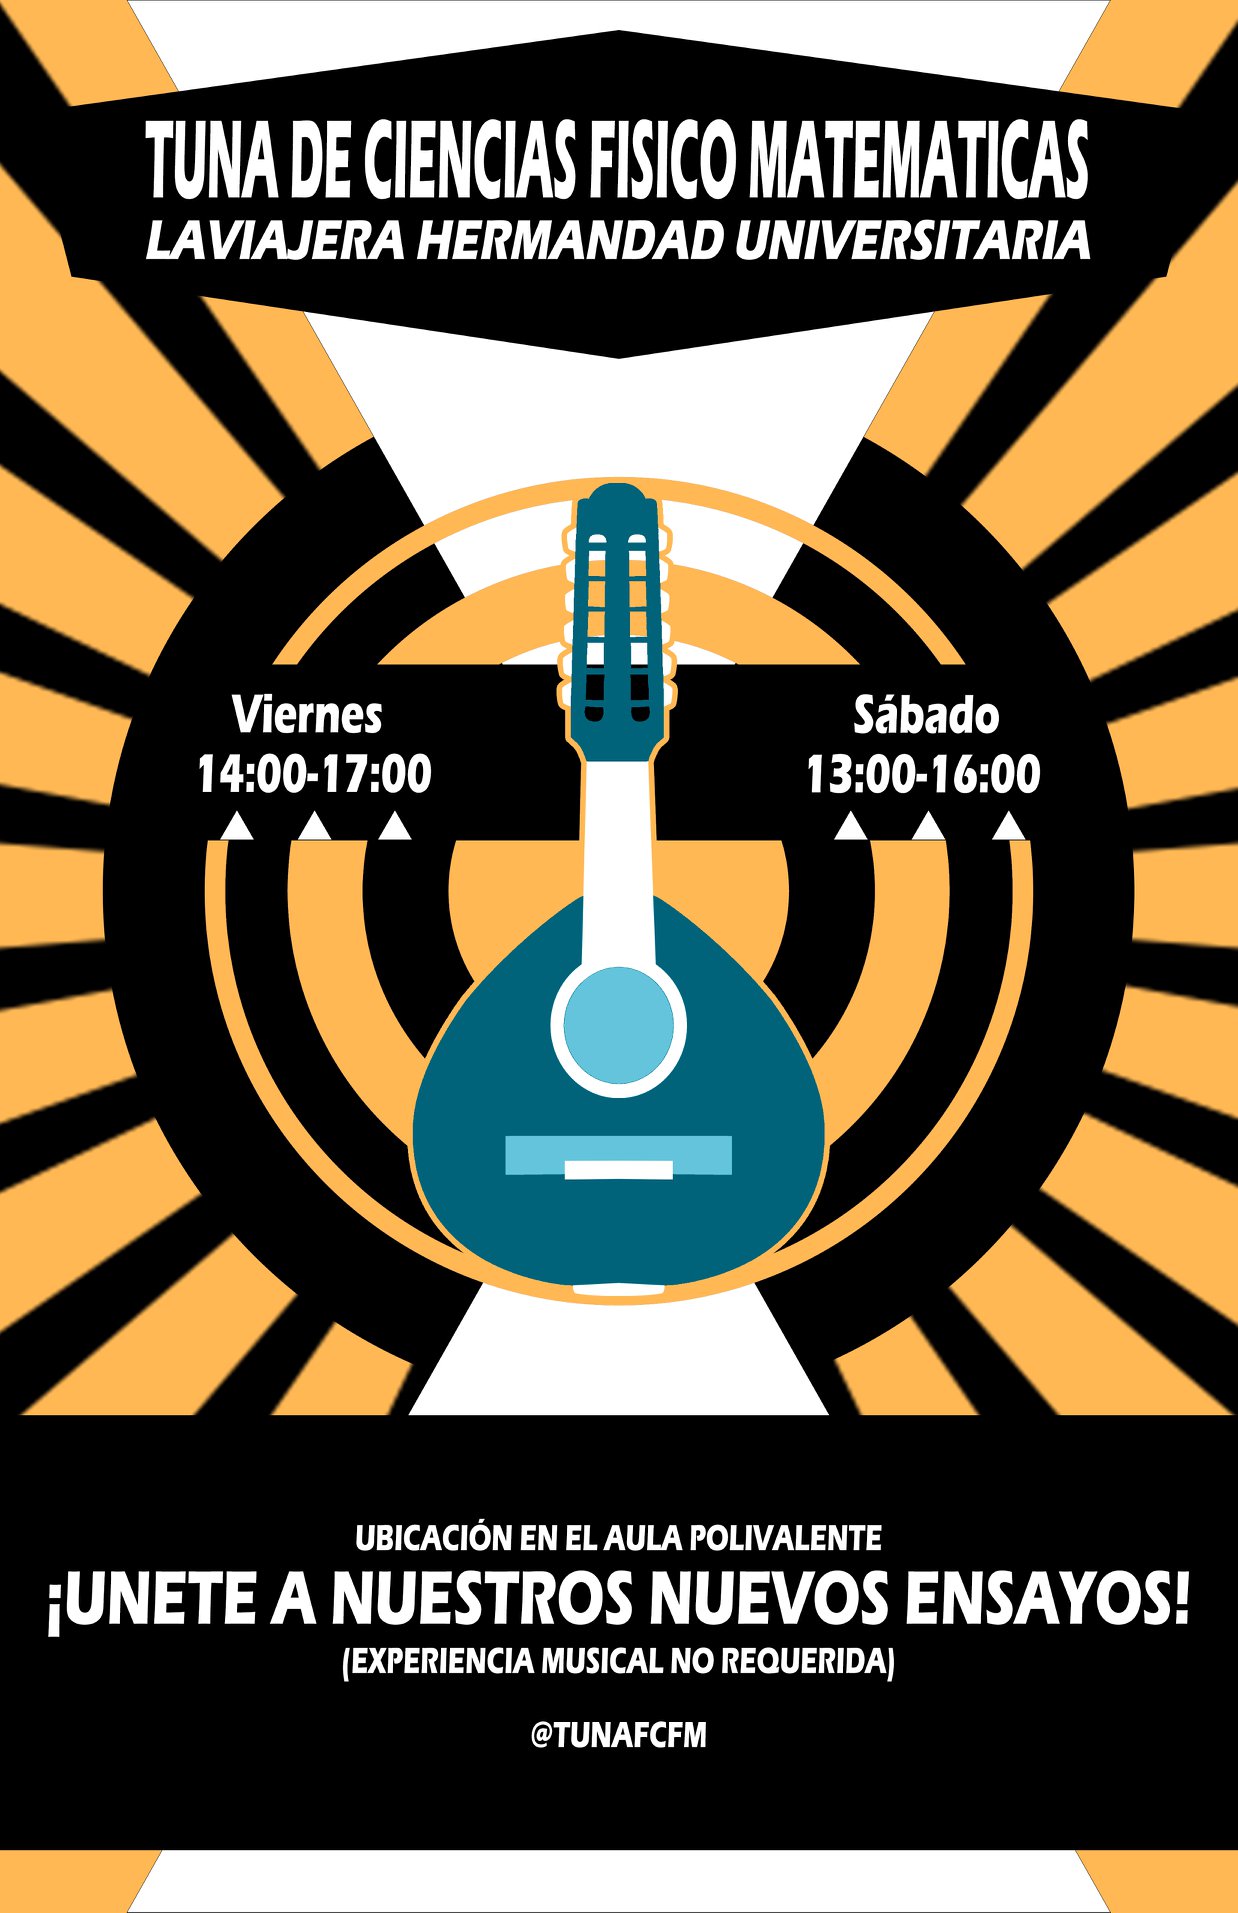 TUNA DE CIENCIAS FISICO MATEMATICAS
LAVIAJERA HERMANDAD UNIVERSITARIA
Viernes
14:00-17:00
Sábado
13:00-16:00
UBICACIÓN EN EL AULA POLIVALENTE
¡UNETE A NUESTROS NUEVOS ENSAYOS!
(EXPERIENCIA MUSICAL NO REQUERIDA)
@TUNAFCFM